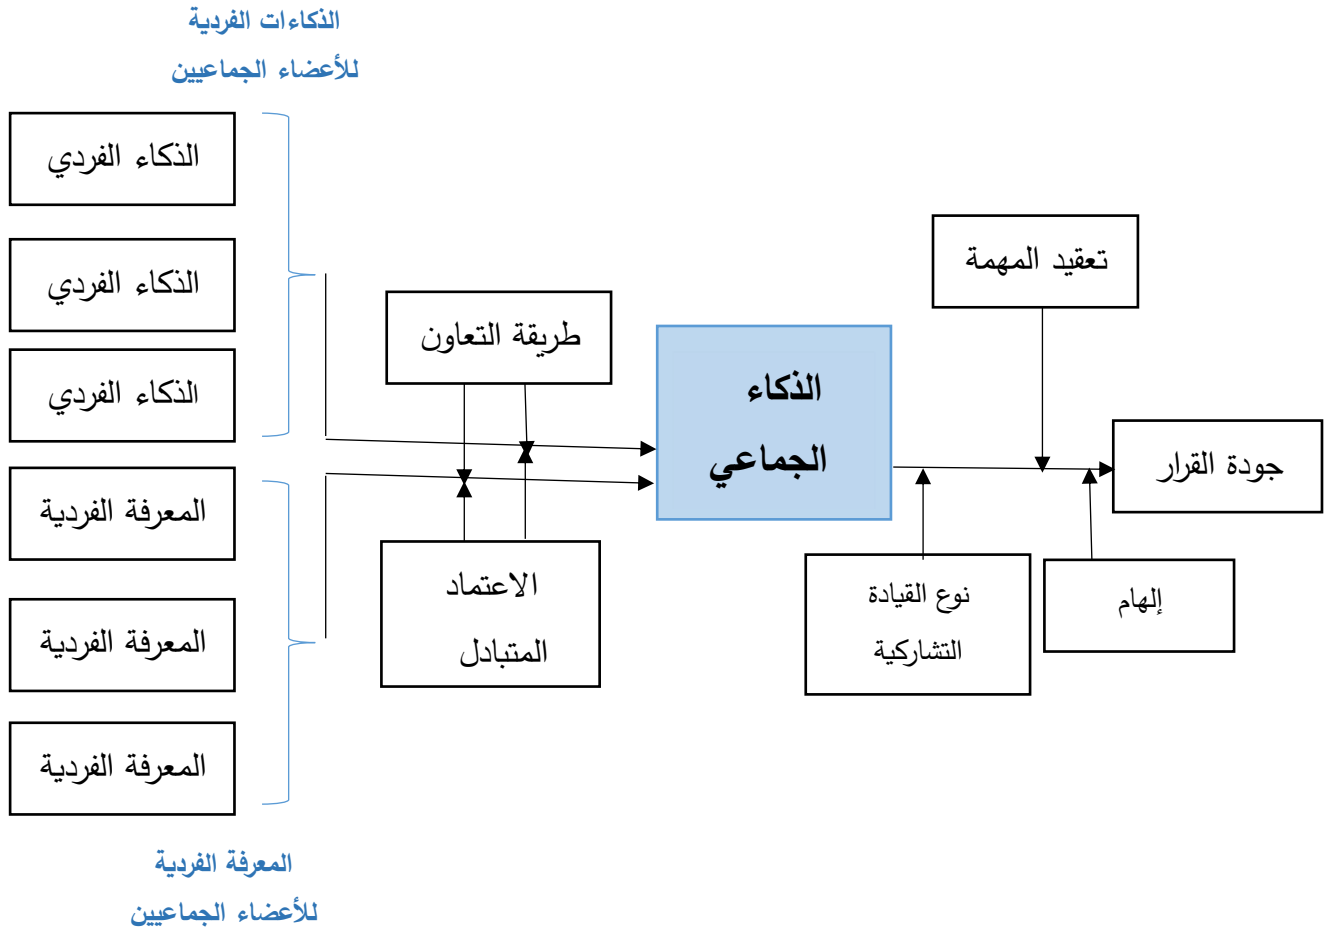 الذكاءات الفردية
للأعضاء الجماعيين
الذكاء الفردي
الذكاء الفردي
الذكاء الفردي
المعرفة الفردية
المعرفة الفردية
المعرفة الفردية
المعرفة الفردية
للأعضاء الجماعيين
طريقة التعاون
الاعتماد
المتبادل
الذكاء
الجماعي
تعقيد المهمة
نوع القيادة
التشاركية
إلهام
جودة القرار